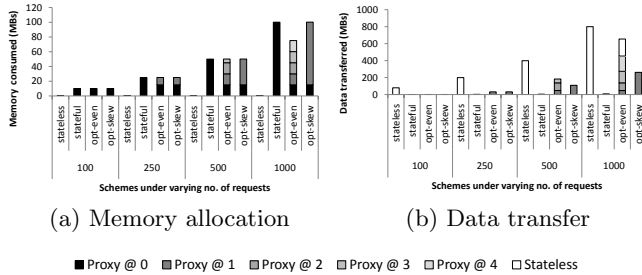 Memory consumed (MBs)
120
100
80
60
40
20
0
stateless
stateful
opt-even
opt-skew
stateless
stateful
opt-even
opt-skew
stateless
stateful
opt-even
opt-skew
stateless
stateful
opt-even
opt-skew
100 250 500 1000
Schemes under varying no. of requests
(a) Memory allocation
Data transferred (MBs)
1000
800
600
400
200
0
stateless
stateful
opt-even
opt-skew
stateless
stateful
opt-even
opt-skew
stateless
stateful
opt-even
opt-skew
stateless
stateful
opt-even
opt-skew
100 250 500 1000
Schemes under varying no. of requests
(b) Data transfer
Proxy @ 0 Proxy @ 1 Proxy @ 2 Proxy @ 3 Proxy @ 4 Stateless